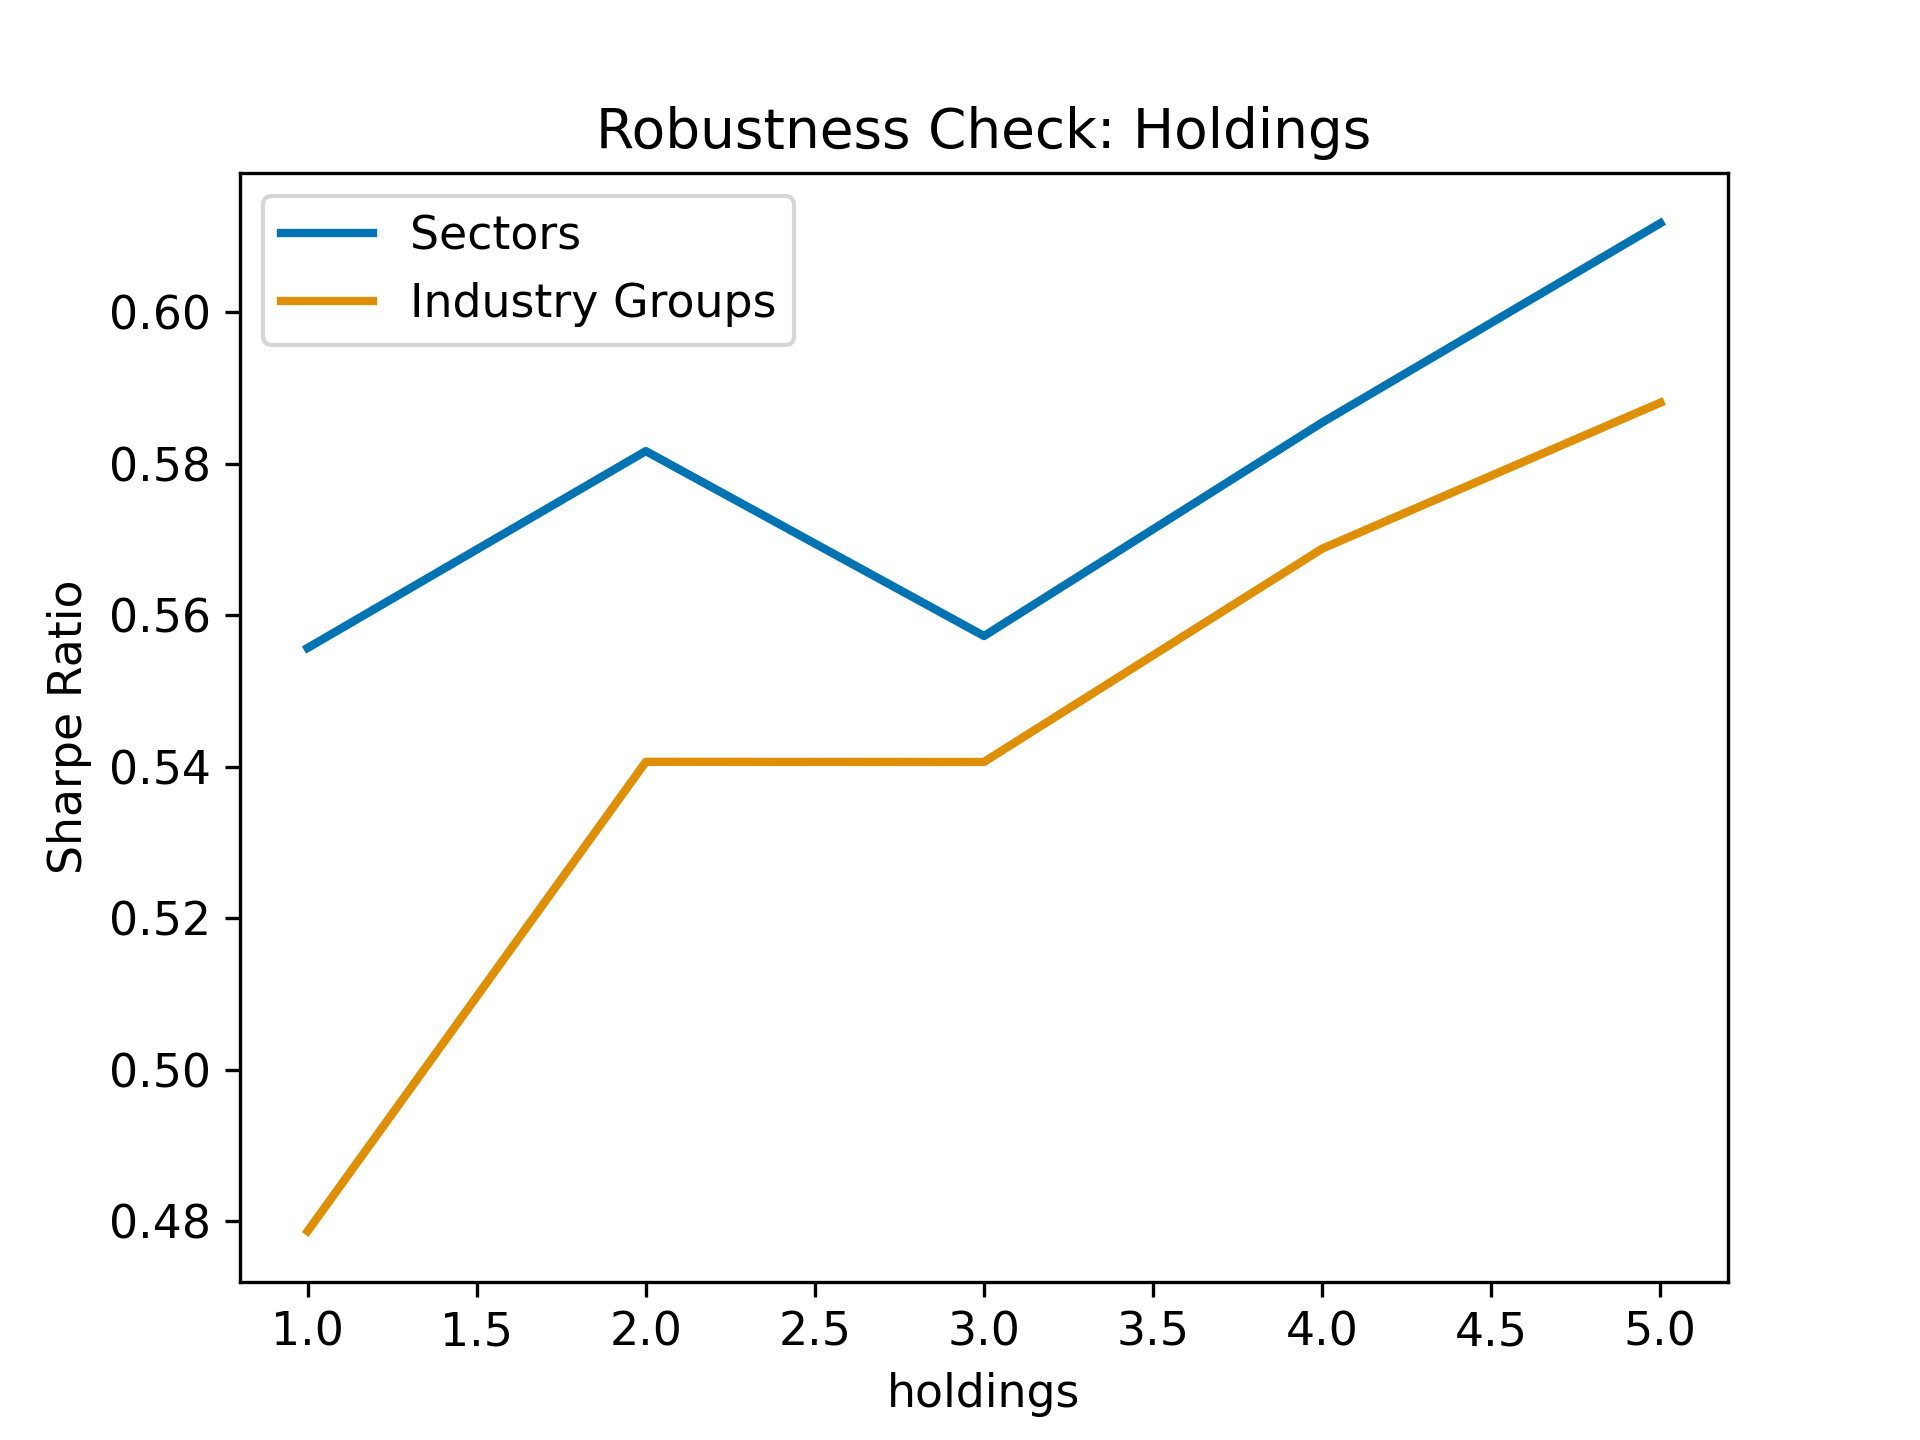 Robustness Check: Holdings
Sectors
Industry Groups
Sharpe Ratio
0.60
0.58
0.56
0.54
0.52
0.50
0.48
1.0 1.5 2.0 2.5 3.0 3.5 4.0 4.5 5.0
holdings